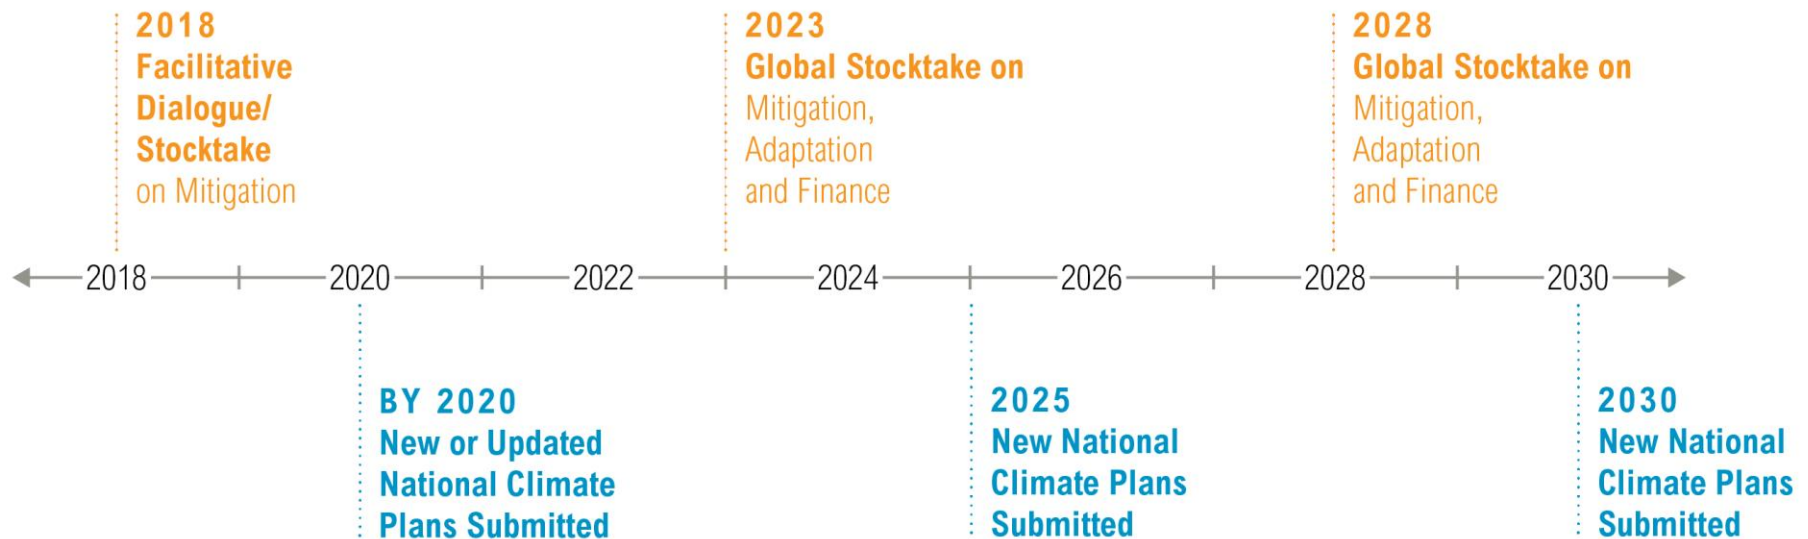 2018
Facilitative
Dialogue/
Stocktake
on Mitigation
2023
Global Stocktake on
Mitigation,
Adaptation
and Finance
2028
Global Stocktake on
Mitigation,
Adaptation
and Finance
2018 2020 2022 2024 2026 2028 2030
BY 2020
New or Updated
National Climate
Plans Submitted
2025
New National
Climate Plans
Submitted
2030
New National
Climate Plans
Submitted